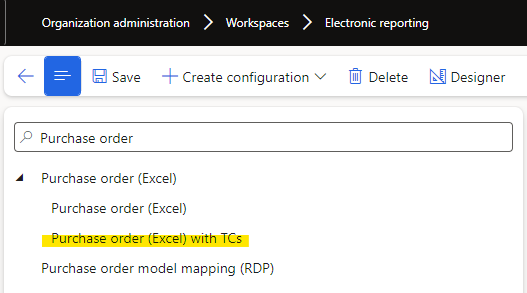 Organization administration > Workspaces > Electronic reporting
Save + Create configuration Delete Designer
Purchase order
Purchase order (Excel)
Purchase order (Excel)
Purchase order (Excel) with TCs
Purchase order model mapping (RDP)